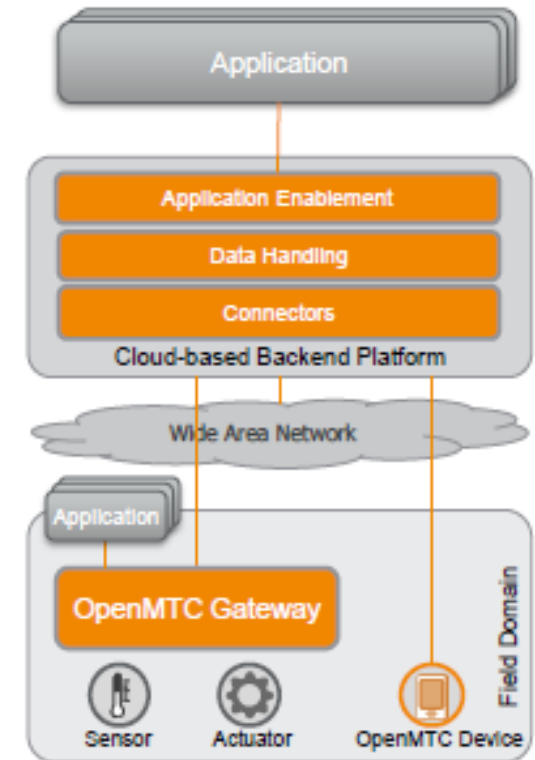 Application
Application Enablement
Data Handling
Connectors
Cloud-based Backend Platform
Wide Area Network
Application
OpenMTC Gateway
Field Domain
Sensor
Actuator
OpenMTC Device